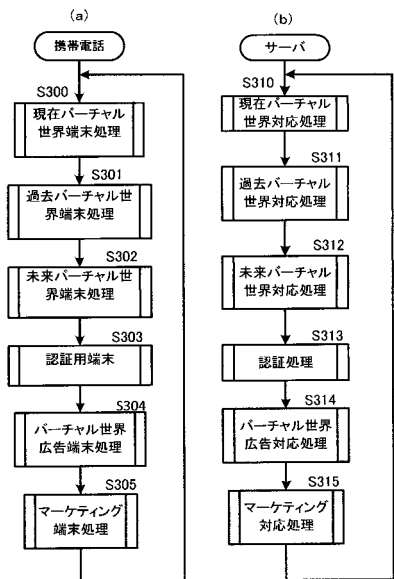 (a)
携帯電話
S300
現在バーチャル
世界端末処理
S301
過去バーチャル世
界端末処理
S302
未来バーチャル世
界端末処理
S303
認証用端末
S304
バーチャル世界
広告端末処理
S305
マーケティング
端末処理
(b)
サーバ
S310
現在バーチャル
世界対応処理
S311
過去バーチャル
世界対応処理
S312
未来バーチャル
世界対応処理
S313
認証処理
S314
バーチャル世界
広告対応処理
S315
マーケティング
対応処理